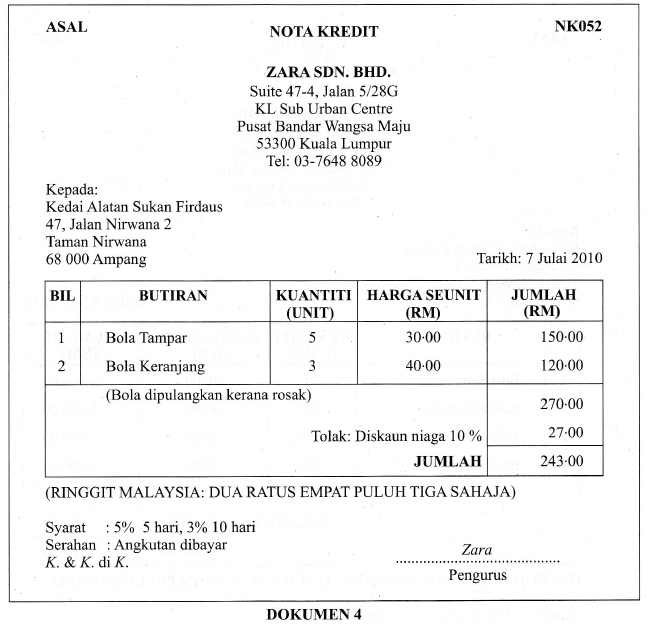 ASAL NOTA KREDIT NK052
ZARA SDN. BHD.
Suite 47-4, Jalan 5/28G
KL Sub Urban Centre
Pusat Bandar Wangsa Maju
53300 Kuala Lumpur
Tel: 03-7648 8089
Kepada:
Kedai Alatan Sukan Firdaus
47, Jalan Nirwana 2
Taman Nirwana
68 000 Ampang Tarikh: 7 Julai 2010
BIL BUTIRAN KUANTITI (UNIT) HARGA SEUNIT (RM) JUMLAH (RM)
1 Bola Tampar 5 30·00 150·00
2 Bola Keranjang 3 40·00 120·00
(Bola dipulangkan kerana rosak) 270·00
Tolak: Diskaun niaga 10 % 27·00
JUMLAH 243·00
(RINGGIT MALAYSIA: DUA RATUS EMPAT PULUH TIGA SAHAJA)
Syarat : 5% 5 hari, 3% 10 hari
Serahan : Angkutan dibayar
K. & K. di K. Zara
Pengurus
DOKUMEN 4